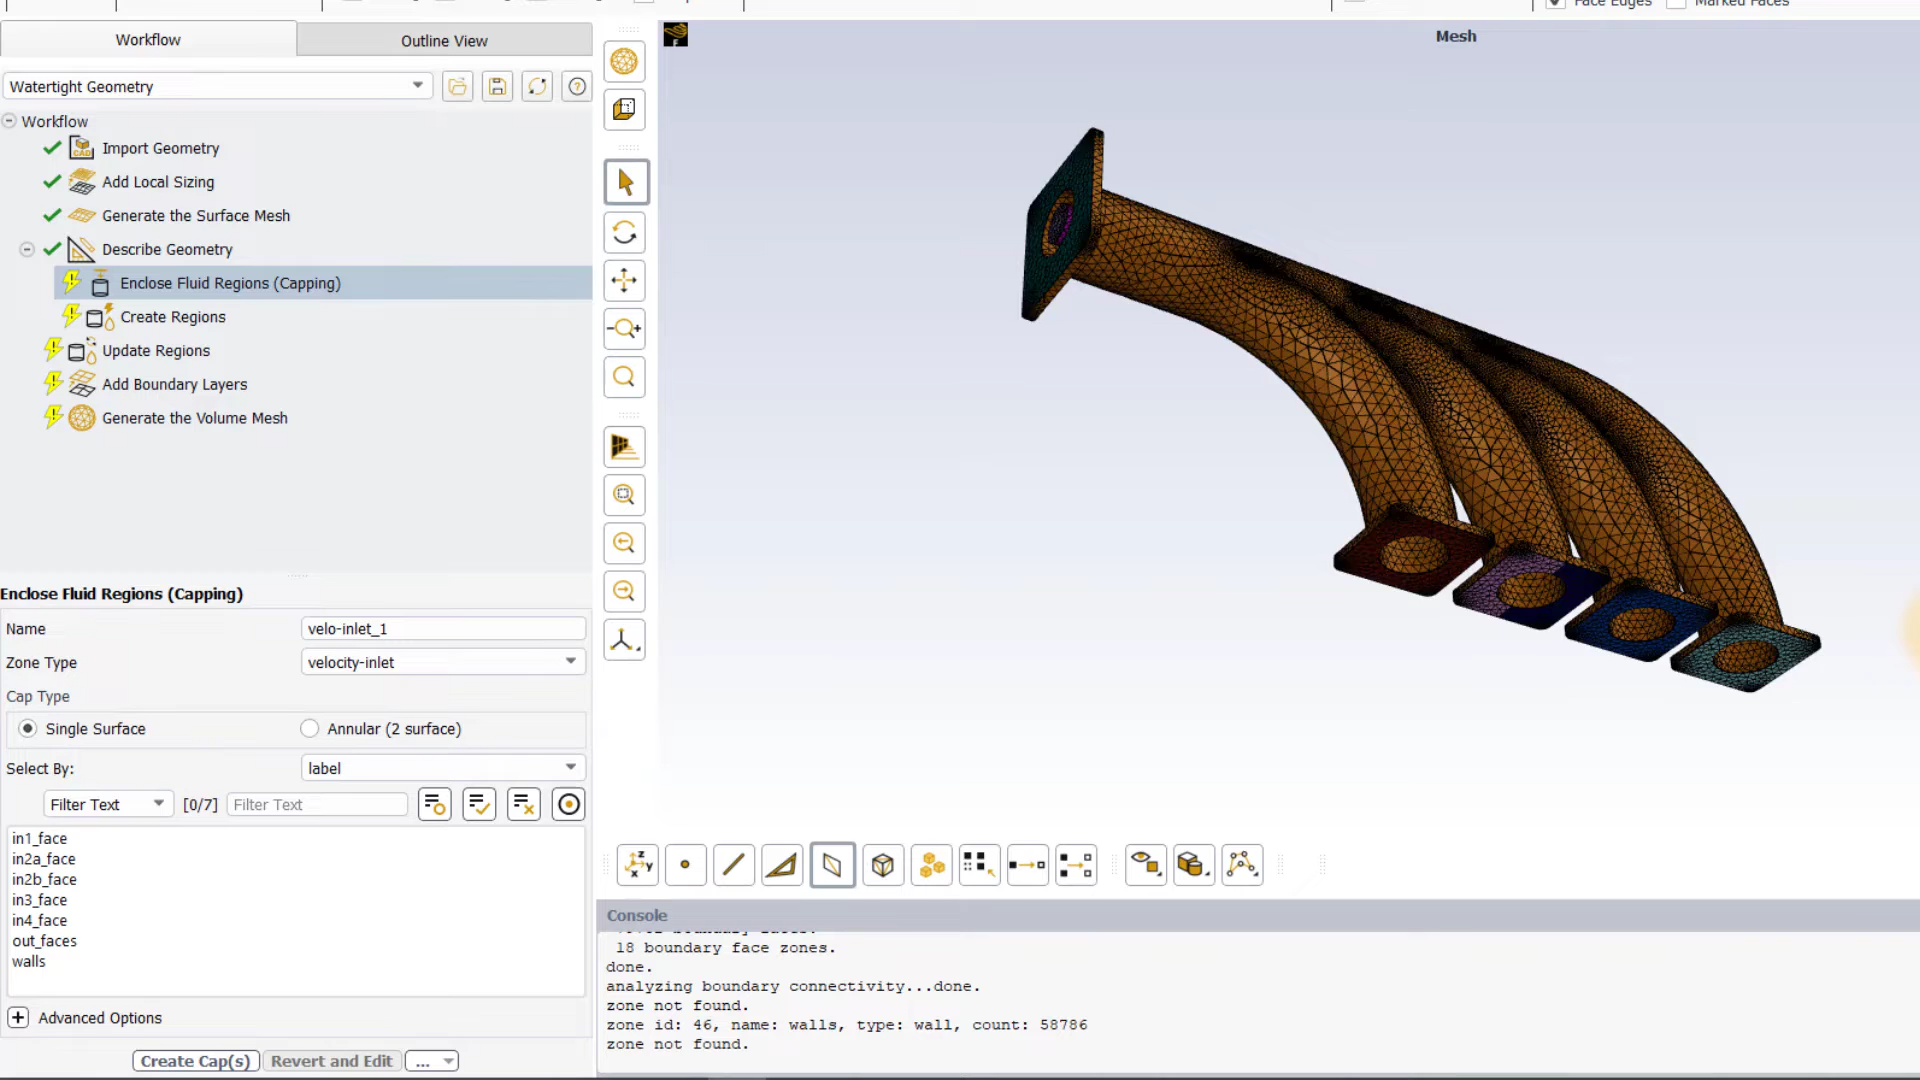 Face Edges
Marked Faces
Workflow
Outline View
Mesh
Watertight Geometry
Workflow
Import Geometry
Add Local Sizing
Generate the Surface Mesh
Describe Geometry
Enclose Fluid Regions (Capping)
Create Regions
Update Regions
Add Boundary Layers
Generate the Volume Mesh
Enclose Fluid Regions (Capping)
Name
velo-inlet_1
Zone Type
velocity-inlet
Cap Type
Single Surface
Annular (2 surface)
Select By:
label
Filter Text
[0/7]
Filter Text
in1_face
in2a_face
in2b_face
in3_face
in4_face
out_faces
walls
Advanced Options
Create Cap(s)
Revert and Edit
...
Console
18 boundary face zones.
done.
analyzing boundary connectivity...done.
zone not found.
zone id: 46, name: walls, type: wall, count: 58786
zone not found.